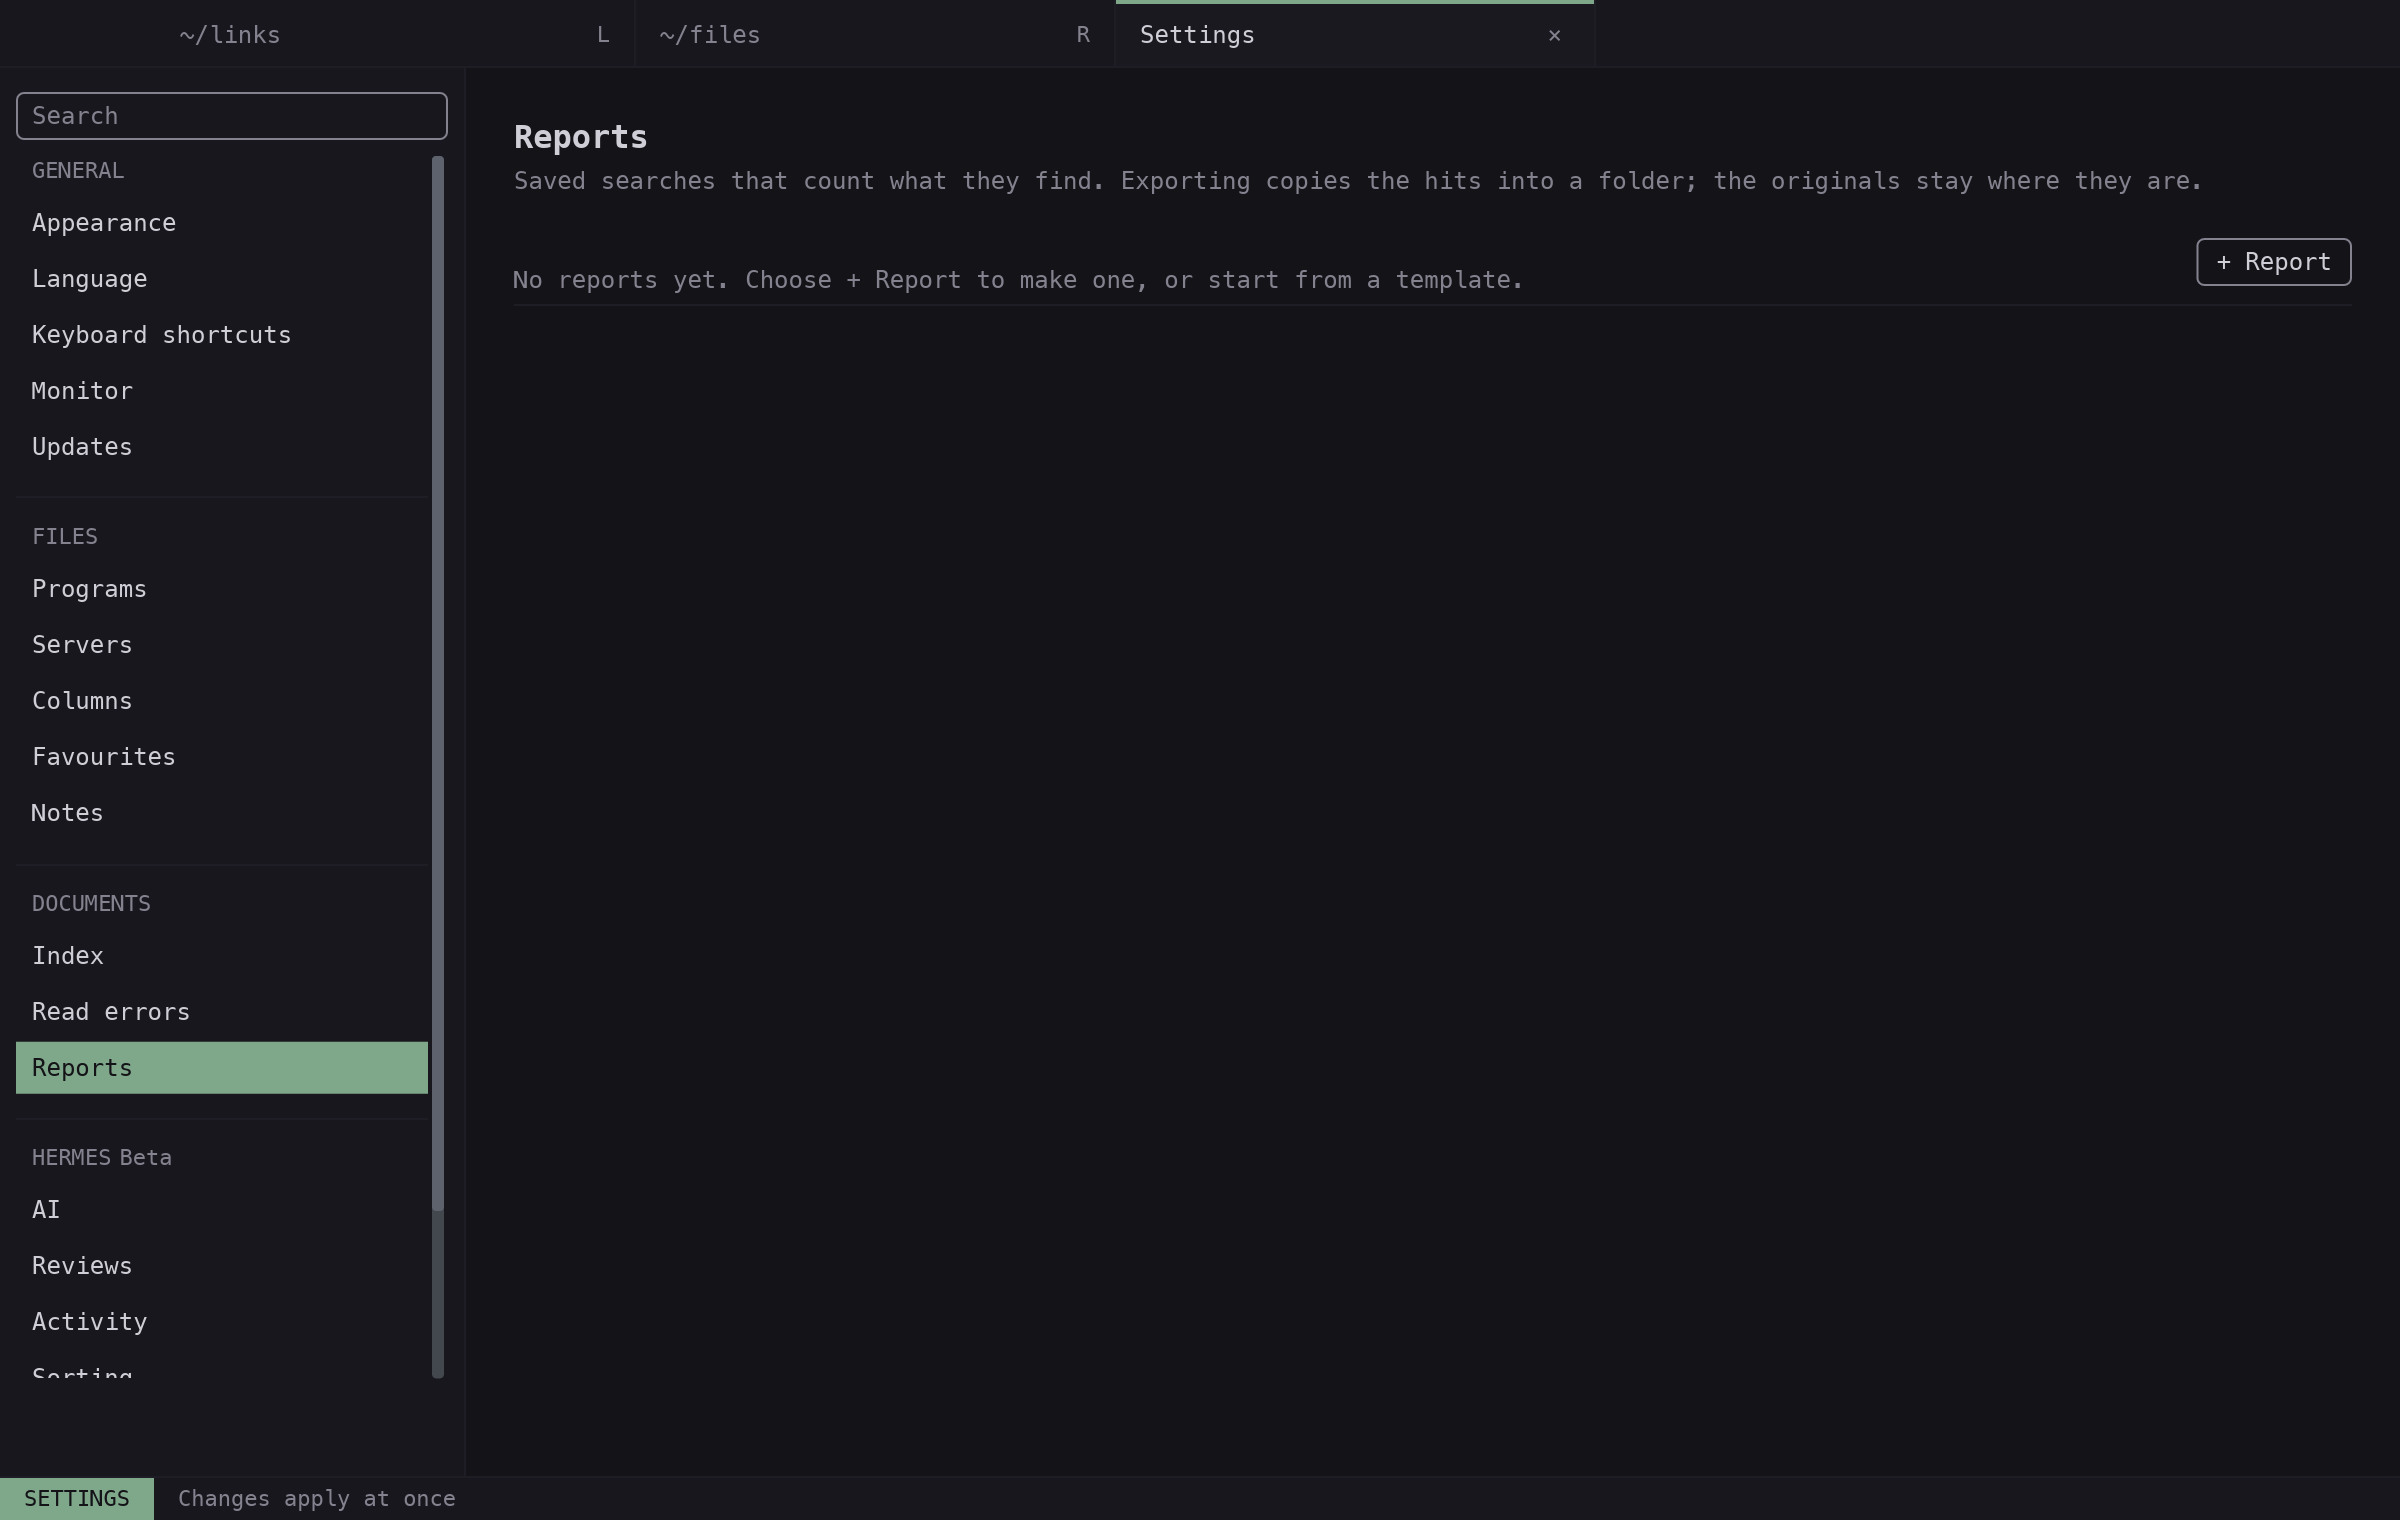 ~/links L ~/files R Settings ×
Search
GENERAL
Appearance
Language
Keyboard shortcuts
Monitor
Updates
FILES
Programs
Servers
Columns
Favourites
Notes
DOCUMENTS
Index
Read errors
Reports
HERMES Beta
AI
Reviews
Activity
Sorting
Reports
Saved searches that count what they find. Exporting copies the hits into a folder; the originals stay where they are.
+ Report
No reports yet. Choose + Report to make one, or start from a template.
SETTINGS Changes apply at once